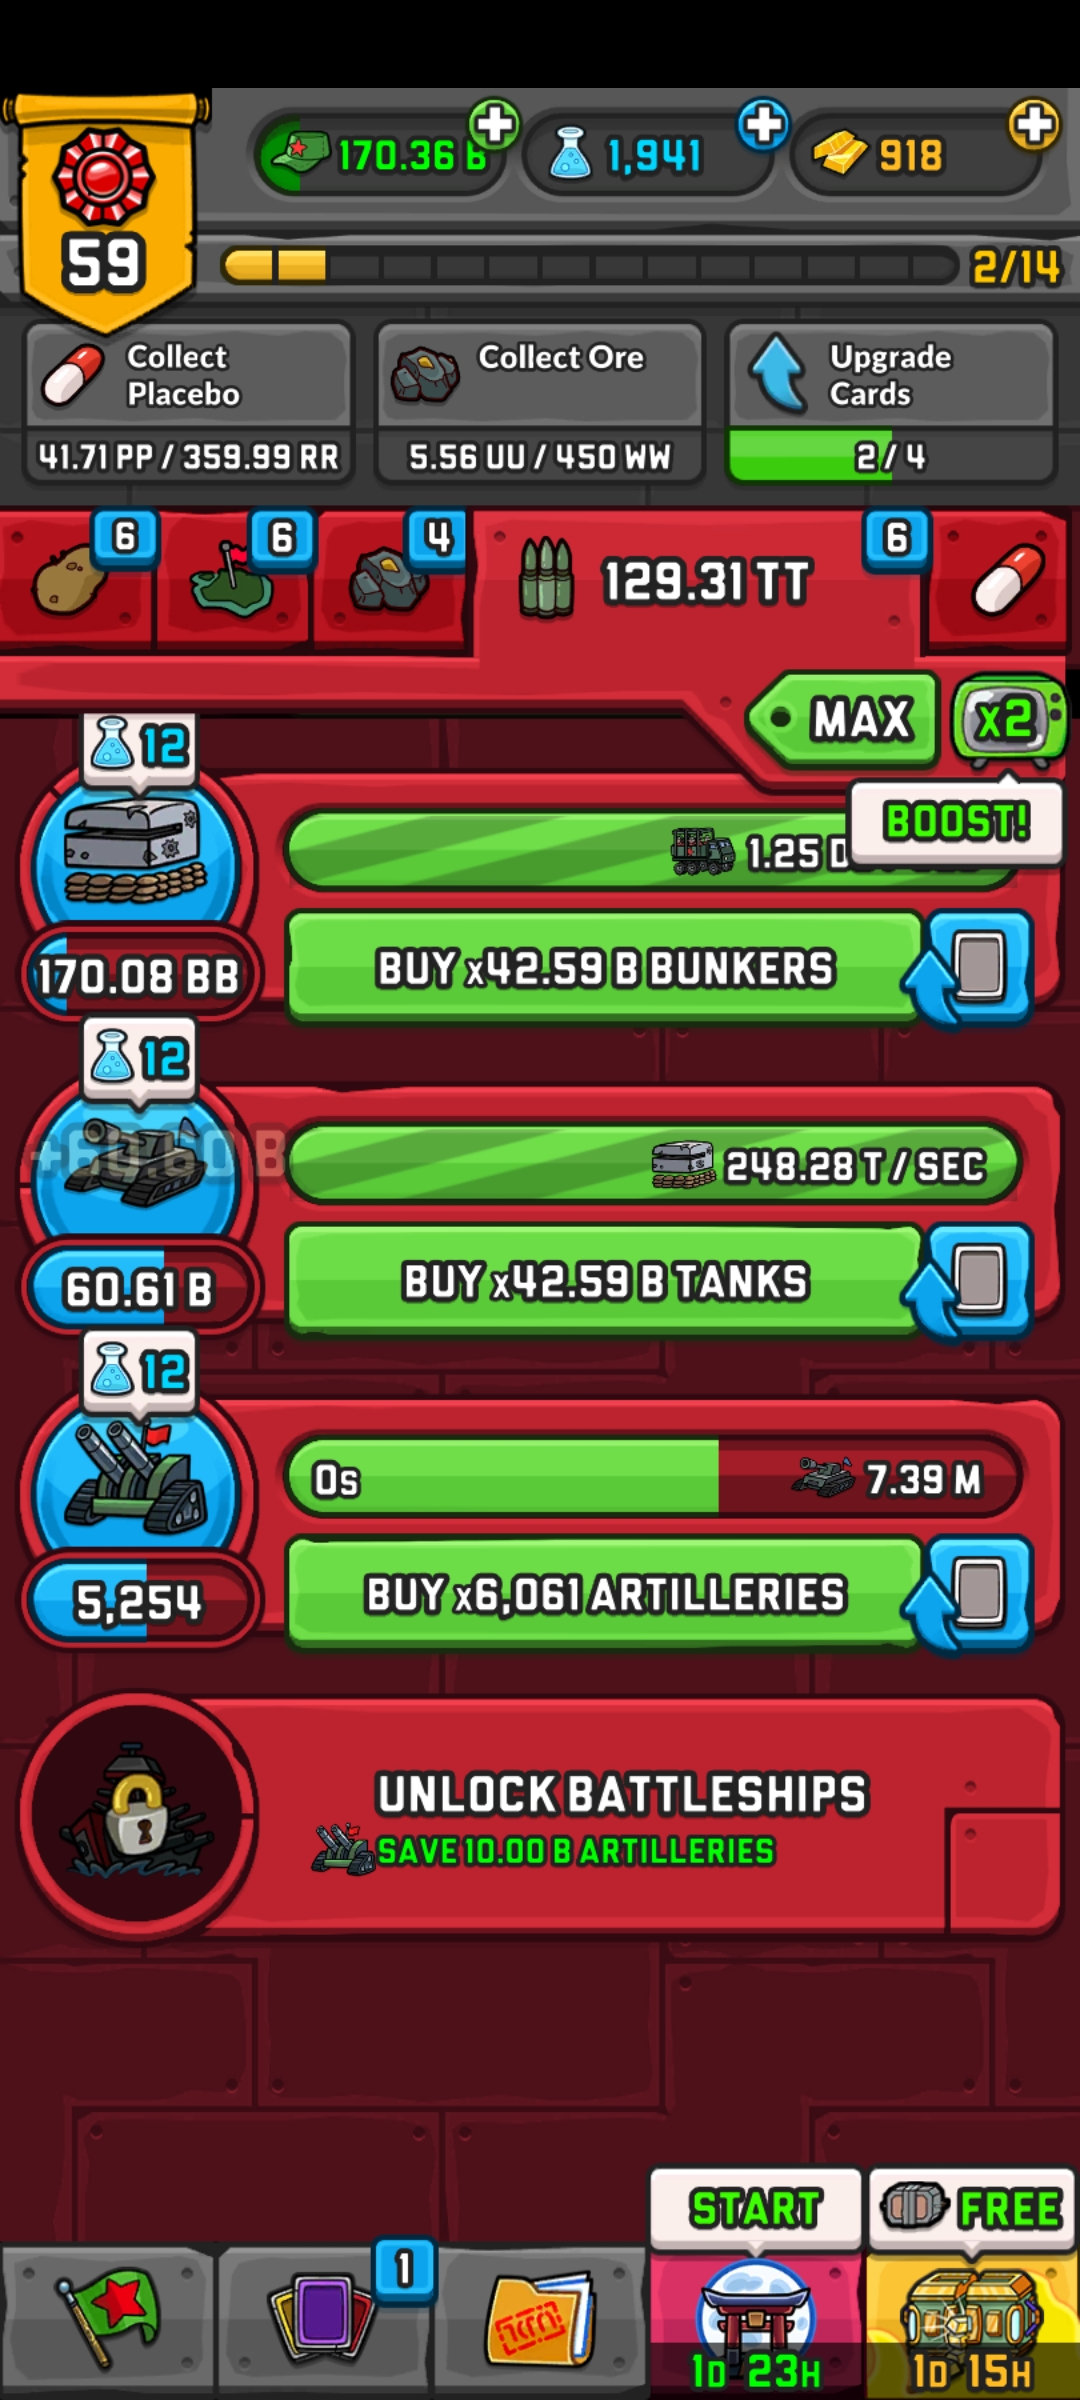 170.36 B
1,941
918
59
2/14
Collect
Placebo
41.71 PP / 359.99 RR
Collect Ore
5.56 UU / 450 WW
Upgrade
Cards
2 / 4
6
6
4
129.31 TT
6
MAX
x2
BOOST!
12
1.25
170.08 BB
BUY x42.59 B BUNKERS
12
+60.60 B
248.28 T / SEC
60.61 B
BUY x42.59 B TANKS
12
0s
7.39 M
5,254
BUY x6,061 ARTILLERIES
UNLOCK BATTLESHIPS
SAVE 10.00 B ARTILLERIES
START
FREE
1
1D 23H
1D 15H